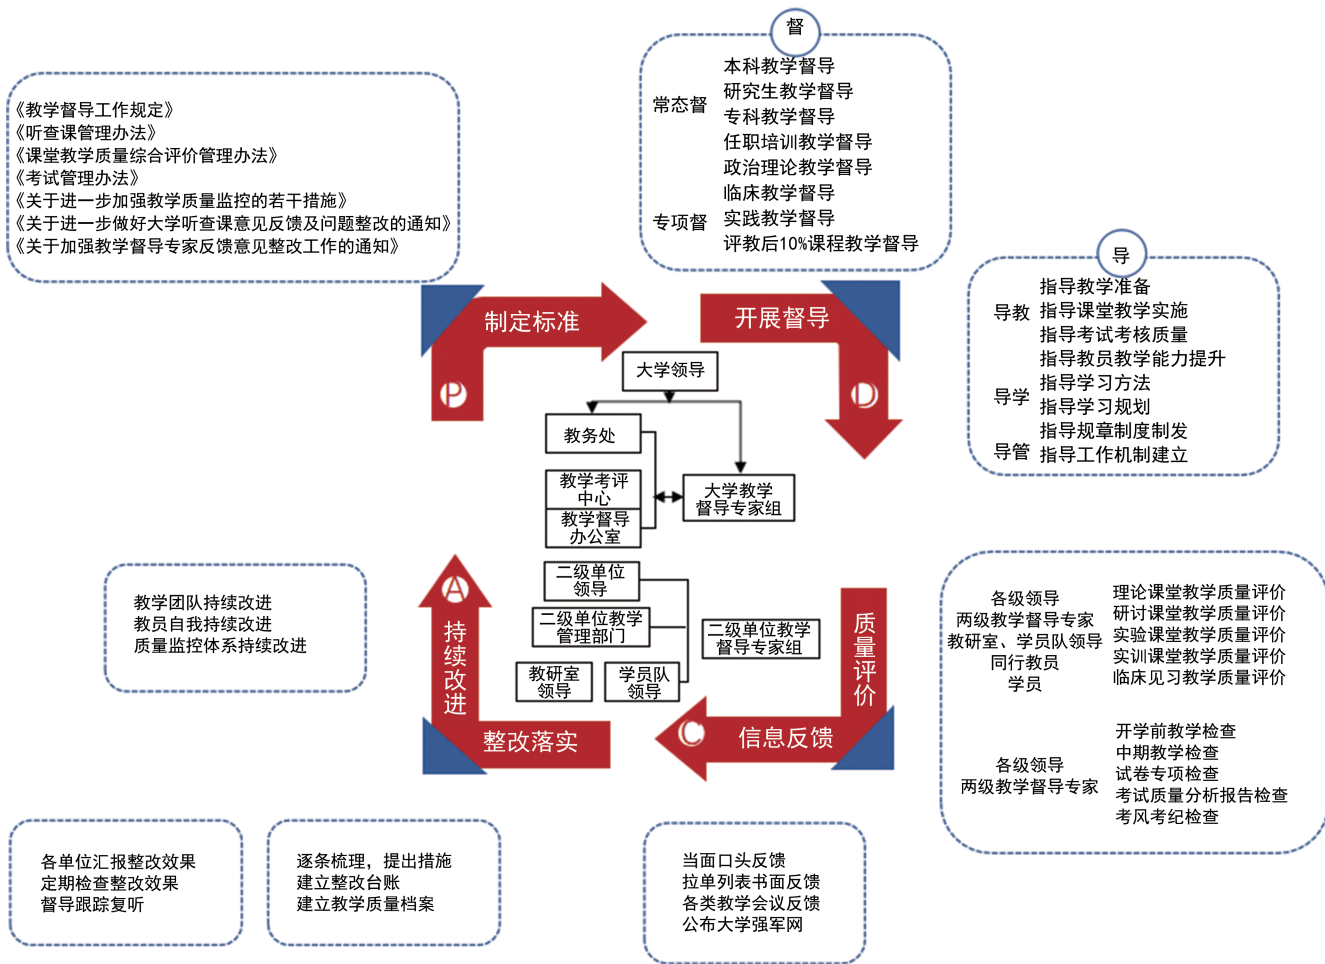 督
本科教学督导
研究生教学督导
常态督
专科教学督导
任职培训教学督导
政治理论教学督导
临床教学督导
专项督
实践教学督导
评教后10%课程教学督导
《教学督导工作规定》
《听查课管理办法》
《课堂教学质量综合评价管理办法》
《考试管理办法》
《关于进一步加强教学质量监控的若干措施》
《关于进一步做好大学听查课意见反馈及问题整改的通知》
《关于加强教学督导专家反馈意见整改工作的通知》
导
指导教学准备
导教
指导课堂教学实施
指导考试考核质量
指导教员教学能力提升
导学
指导学习方法
指导学习规划
指导规章制度制发
导管
指导工作机制建立
制定标准
开展督导
P
D
大学领导
教务处
教学考评
中心
教学督导
办公室
大学教学
督导专家组
二级单位
领导
二级单位教学
管理部门
二级单位教学
督导专家组
教研室
领导
学员队
领导
A
持续改进
质量评价
整改落实
C
信息反馈
教学团队持续改进
教员自我持续改进
质量监控体系持续改进
各级领导
两级教学督导专家
教研室、学员队领导
同行教员
学员
理论课堂教学质量评价
研讨课堂教学质量评价
实验课堂教学质量评价
实训课堂教学质量评价
临床见习教学质量评价
各级领导
两级教学督导专家
开学前教学检查
中期教学检查
试卷专项检查
考试质量分析报告检查
考风考纪检查
各单位汇报整改效果
定期检查整改效果
督导跟踪复听
逐条梳理，提出措施
建立整改台账
建立教学质量档案
当面口头反馈
拉单列表书面反馈
各类教学会议反馈
公布大学强军网